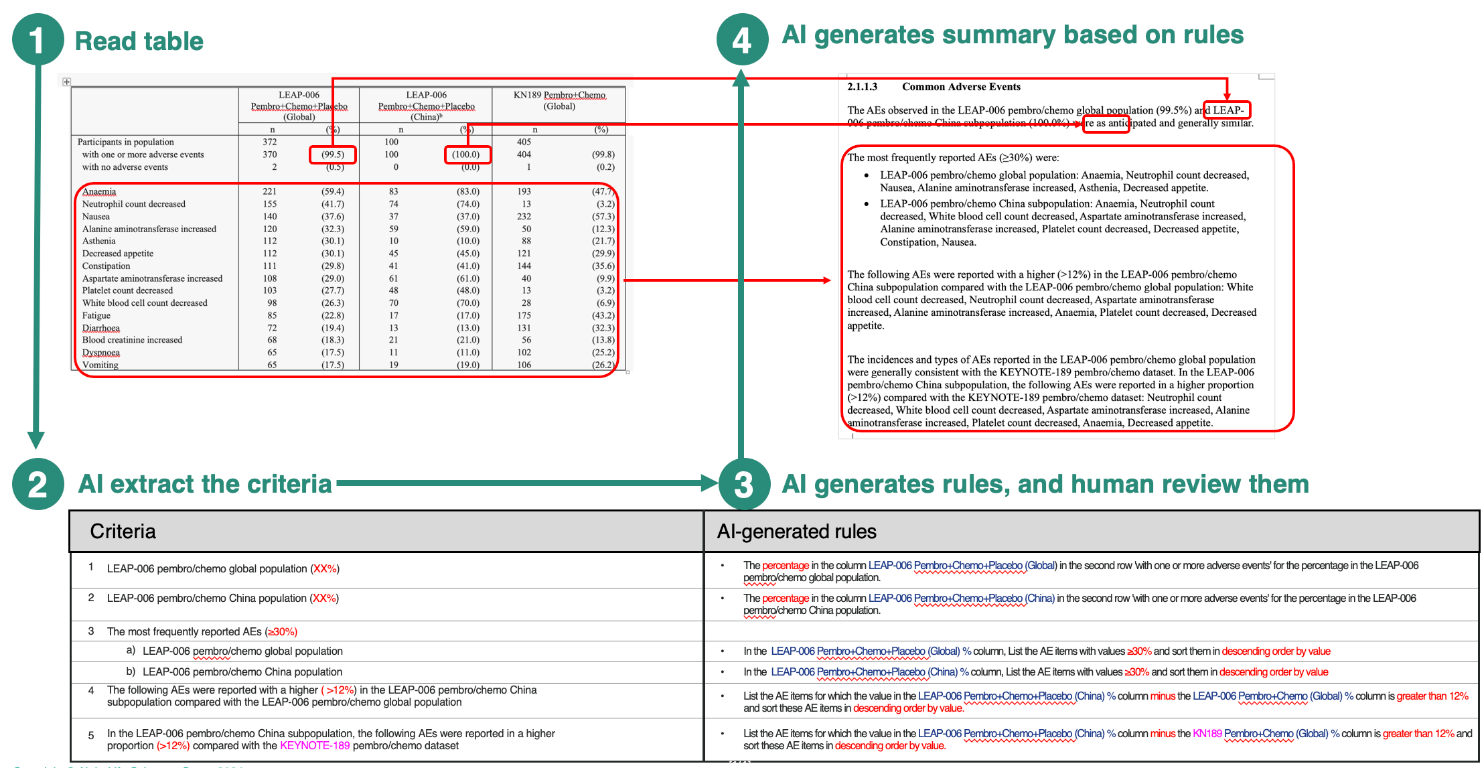 1 Read table
4 AI generates summary based on rules
LEAP-006 LEAP-006 KN189 Pembro+Chemo
Pembro+Chemo+Placebo Pembro+Chemo+Placebo (Global)
(Global) (China)ᵇ
n (%) n (%) n (%)
Participants in population 372 100 405
with one or more adverse events 370 (99.5) 100 (100.0) 404 (99.8)
with no adverse events 2 (0.5) 0 (0.0) 1 (0.2)
Anaemia 221 (59.4) 83 (83.0) 193 (47.7)
Neutrophil count decreased 155 (41.7) 74 (74.0) 13 (3.2)
Nausea 140 (37.6) 37 (37.0) 232 (57.3)
Alanine aminotransferase increased 120 (32.3) 59 (59.0) 50 (12.3)
Asthenia 112 (30.1) 10 (10.0) 88 (21.7)
Decreased appetite 112 (30.1) 45 (45.0) 121 (29.9)
Constipation 111 (29.8) 41 (41.0) 144 (35.6)
Aspartate aminotransferase increased 108 (29.0) 61 (61.0) 40 (9.9)
Platelet count decreased 103 (27.7) 48 (48.0) 13 (3.2)
White blood cell count decreased 98 (26.3) 70 (70.0) 28 (6.9)
Fatigue 85 (22.8) 17 (17.0) 175 (43.2)
Diarrhoea 72 (19.4) 13 (13.0) 131 (32.3)
Blood creatinine increased 68 (18.3) 21 (21.0) 56 (13.8)
Dyspnoea 65 (17.5) 11 (11.0) 102 (25.2)
Vomiting 65 (17.5) 19 (19.0) 106 (26.2)
2.1.1.3 Common Adverse Events
The AEs observed in the LEAP-006 pembro/chemo global population (99.5%) and LEAP-
006 pembro/chemo China subpopulation (100.0%) were as anticipated and generally similar.
The most frequently reported AEs (≥30%) were:
• LEAP-006 pembro/chemo global population: Anaemia, Neutrophil count decreased,
Nausea, Alanine aminotransferase increased, Asthenia, Decreased appetite.
• LEAP-006 pembro/chemo China subpopulation: Anaemia, Neutrophil count
decreased, White blood cell count decreased, Aspartate aminotransferase increased,
Alanine aminotransferase increased, Platelet count decreased, Decreased appetite,
Constipation, Nausea.
The following AEs were reported with a higher (>12%) in the LEAP-006 pembro/chemo
China subpopulation compared with the LEAP-006 pembro/chemo global population: White
blood cell count decreased, Neutrophil count decreased, Aspartate aminotransferase
increased, Alanine aminotransferase increased, Anaemia, Platelet count decreased, Decreased
appetite.
The incidences and types of AEs reported in the LEAP-006 pembro/chemo global population
were generally consistent with the KEYNOTE-189 pembro/chemo dataset. In the LEAP-006
pembro/chemo China subpopulation, the following AEs were reported in a higher proportion
(>12%) compared with the KEYNOTE-189 pembro/chemo dataset: Neutrophil count
decreased, White blood cell count decreased, Aspartate aminotransferase increased, Alanine
aminotransferase increased, Platelet count decreased, Anaemia, Decreased appetite.
2 AI extract the criteria
3 AI generates rules, and human review them
Criteria AI-generated rules
1 LEAP-006 pembro/chemo global population (XX%)
• The percentage in the column LEAP-006 Pembro+Chemo+Placebo (Global) in the second row 'with one or more adverse events' for the percentage in the LEAP-006
pembro/chemo global population.
2 LEAP-006 pembro/chemo China population (XX%)
• The percentage in the column LEAP-006 Pembro+Chemo+Placebo (China) in the second row 'with one or more adverse events' for the percentage in the LEAP-006
pembro/chemo China population.
3 The most frequently reported AEs (≥30%)
a) LEAP-006 pembro/chemo global population
• In the LEAP-006 Pembro+Chemo+Placebo (Global) % column, List the AE items with values ≥30% and sort them in descending order by value
b) LEAP-006 pembro/chemo China population
• In the LEAP-006 Pembro+Chemo+Placebo (China) % column, List the AE items with values ≥30% and sort them in descending order by value
4 The following AEs were reported with a higher ( >12%) in the LEAP-006 pembro/chemo China
subpopulation compared with the LEAP-006 pembro/chemo global population
• List the AE items for which the value in the LEAP-006 Pembro+Chemo+Placebo (China) % column minus the LEAP-006 Pembro+Chemo (Global) % column is greater than 12%
and sort these AE items in descending order by value.
5 In the LEAP-006 pembro/chemo China subpopulation, the following AEs were reported in a higher
proportion (>12%) compared with the KEYNOTE-189 pembro/chemo dataset
• List the AE items for which the value in the LEAP-006 Pembro+Chemo+Placebo (China) % column minus the KN189 Pembro+Chemo (Global) % column is greater than 12% and
sort these AE items in descending order by value.